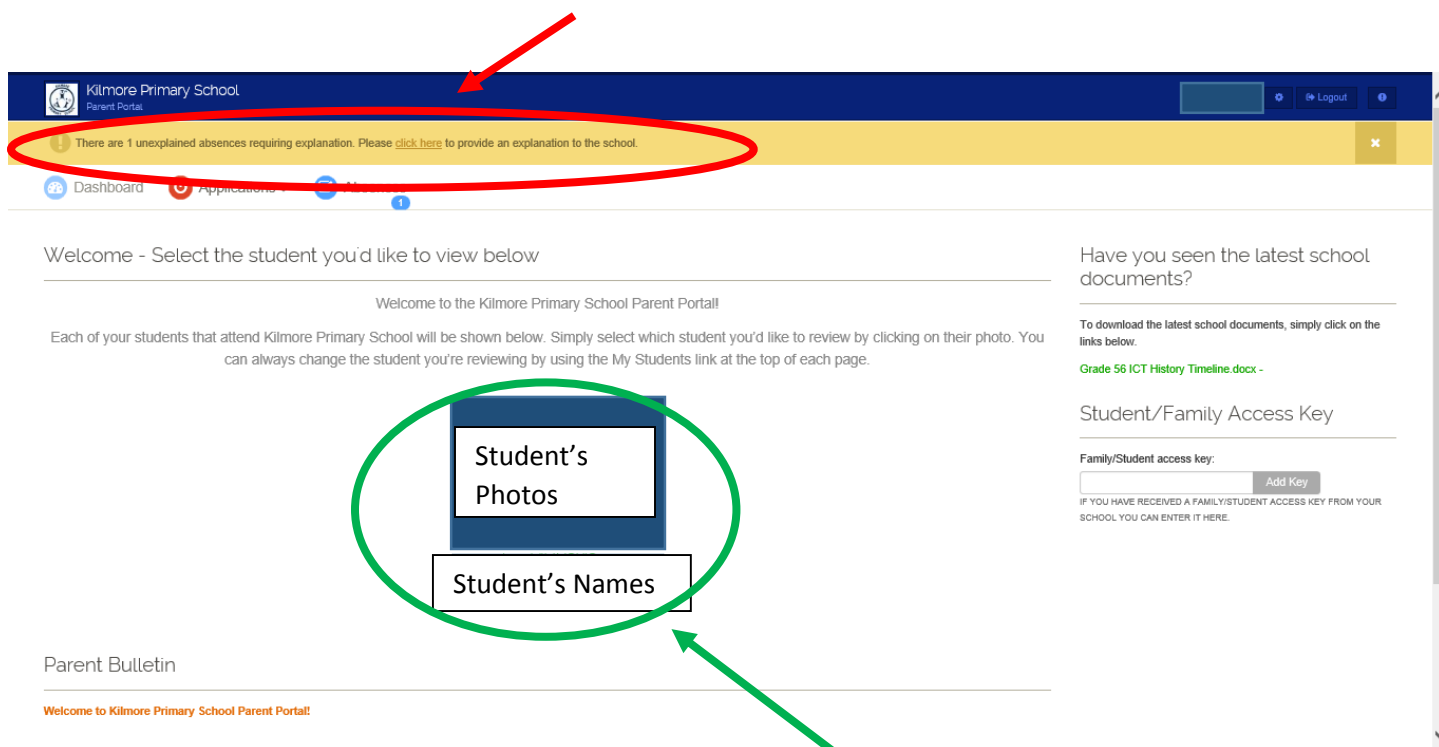 Kilmore Primary School
Parent Portal
Logout
There are 1 unexplained absences requiring explanation. Please click here to provide an explanation to the school.
Dashboard
Applications
1
Welcome - Select the student you'd like to view below
Welcome to the Kilmore Primary School Parent Portal!
Each of your students that attend Kilmore Primary School will be shown below. Simply select which student you'd like to review by clicking on their photo. You
can always change the student you're reviewing by using the My Students link at the top of each page.
Student's
Photos
Student's Names
Parent Bulletin
Welcome to Kilmore Primary School Parent Portal!
Have you seen the latest school
documents?
To download the latest school documents, simply click on the
links below.
Grade 56 ICT History Timeline.docx -
Student/Family Access Key
Family/Student access key:
Add Key
IF YOU HAVE RECEIVED A FAMILY/STUDENT ACCESS KEY FROM YOUR
SCHOOL YOU CAN ENTER IT HERE.